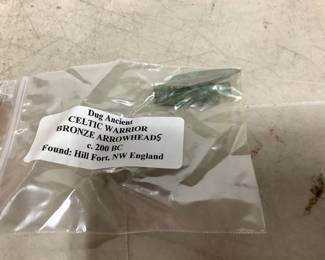 Dug Ancient
CELTIC WARRIOR
BRONZE ARROWHEADS
c. 200 BC
Found: Hill Fort, NW England